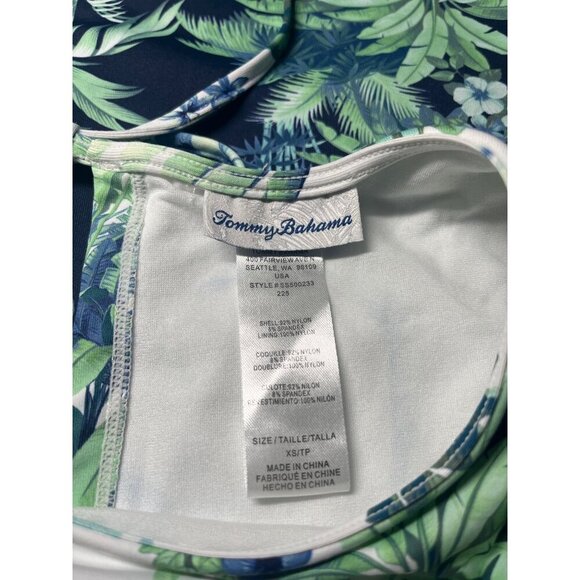 Tommy Bahama
400 FAIRVIEW AVE N.
SEATTLE, WA 98109
USA
STYLE # SS500233
228
SHELL:92% NYLON
8% SPANDEX
LINING:100% NYLON
COQUILLE:92% NYLON
8% SPANDEX
DOUBLURE:100% NYLON
CULOTE:92% NILON
8% SPANDEX
REVESTIMIENTO:100% NILÓN
SIZE / TAILLE/TALLA
XS/TP
MADE IN CHINA
FABRIQUÉ EN CHINE
HECHO EN CHINA